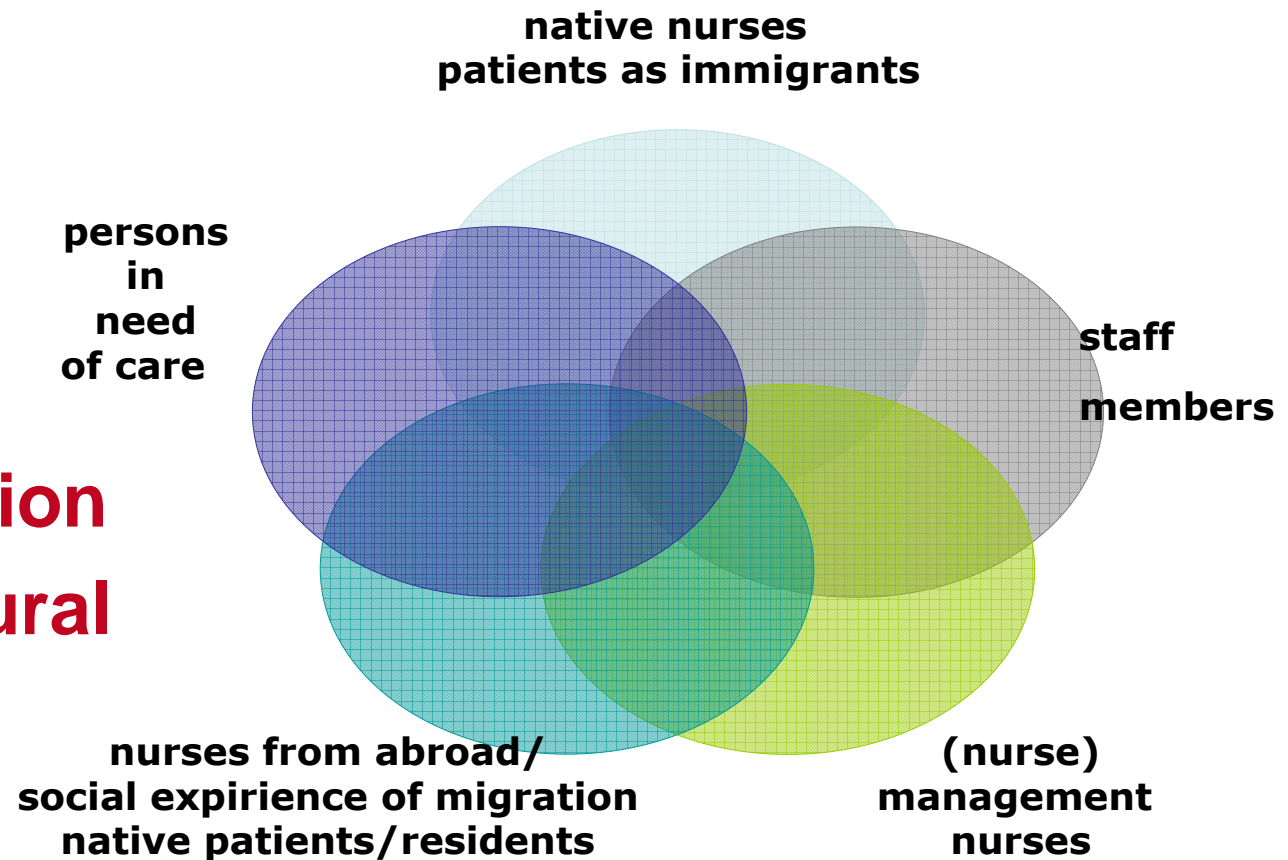 native nurses
patients as immigrants
persons
in
need
of care
staff
members
ion
ural
nurses from abroad/
social expirience of migration
native patients/residents
(nurse)
management
nurses